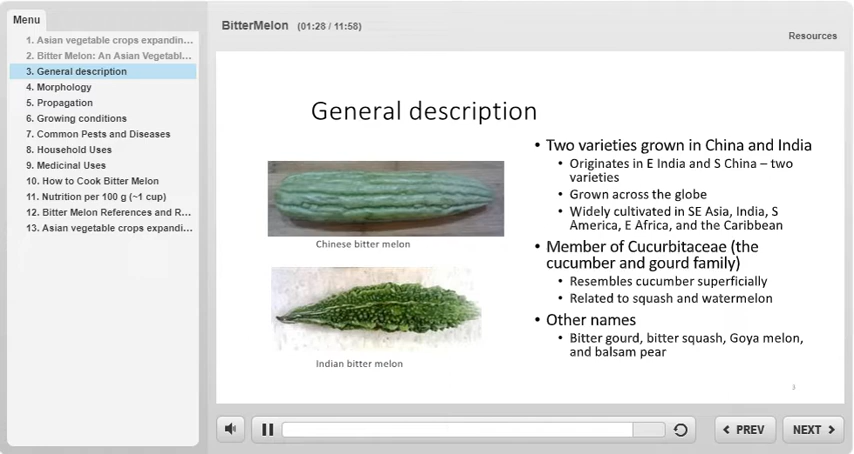 Menu
1. Asian vegetable crops expandin...
2. Bitter Melon: An Asian Vegetabl...
3. General description
4. Morphology
5. Propagation
6. Growing conditions
7. Common Pests and Diseases
8. Household Uses
9. Medicinal Uses
10. How to Cook Bitter Melon
11. Nutrition per 100 g (~1 cup)
12. Bitter Melon References and R...
13. Asian vegetable crops expandi...
BitterMelon (01:28 / 11:58)
Resources
General description
Chinese bitter melon
Indian bitter melon
• Two varieties grown in China and India
• Originates in E India and S China – two
varieties
• Grown across the globe
• Widely cultivated in SE Asia, India, S
America, E Africa, and the Caribbean
• Member of Cucurbitaceae (the
cucumber and gourd family)
• Resembles cucumber superficially
• Related to squash and watermelon
• Other names
• Bitter gourd, bitter squash, Goya melon,
and balsam pear
3
PREV
NEXT